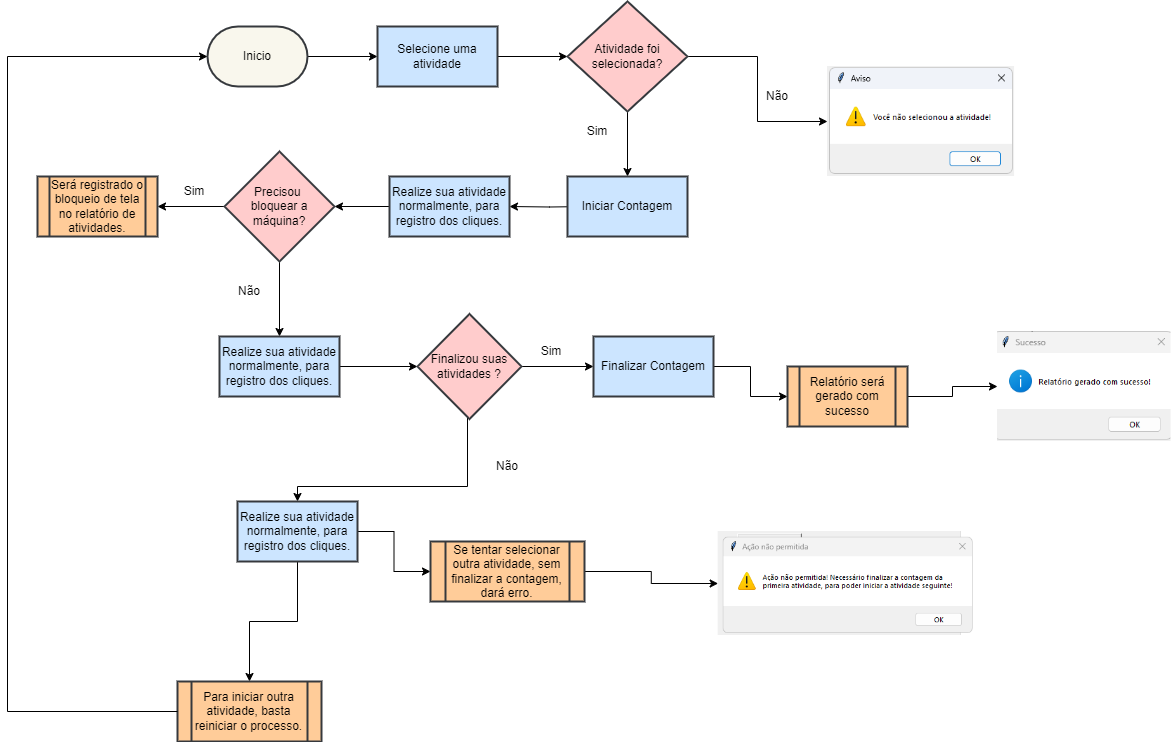 Inicio
Selecione uma
atividade
Atividade foi
selecionada?
Não
Aviso
Você não selecionou a atividade!
OK
Sim
Será registrado o
bloqueio de tela
no relatório de
atividades.
Sim
Precisou
bloquear a
máquina?
Realize sua atividade
normalmente, para
registro dos cliques.
Iniciar Contagem
Não
Realize sua atividade
normalmente, para
registro dos cliques.
Finalizou suas
atividades ?
Sim
Finalizar Contagem
Relatório será
gerado com
sucesso
Sucesso
Relatório gerado com sucesso!
OK
Não
Realize sua atividade
normalmente, para
registro dos cliques.
Se tentar selecionar
outra atividade, sem
finalizar a contagem,
dará erro.
Ação não permitida
Ação não permitida! Necessário finalizar a contagem da
primeira atividade, para poder iniciar a atividade seguinte!
OK
Para iniciar outra
atividade, basta
reiniciar o processo.